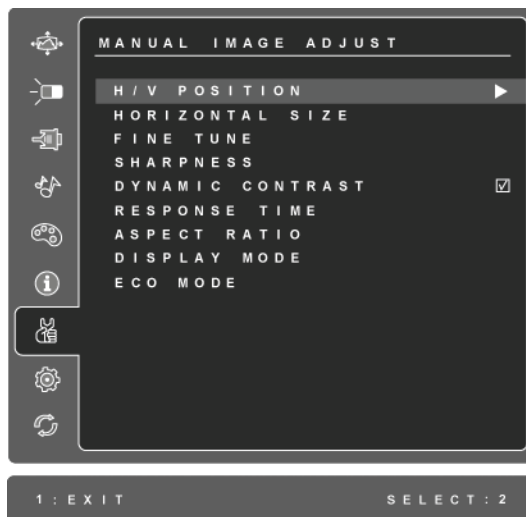 MANUAL IMAGE ADJUST
H/V POSITION
HORIZONTAL SIZE
FINE TUNE
SHARPNESS
DYNAMIC CONTRAST
RESPONSE TIME
ASPECT RATIO
DISPLAY MODE
ECO MODE
1:EXIT SELECT:2